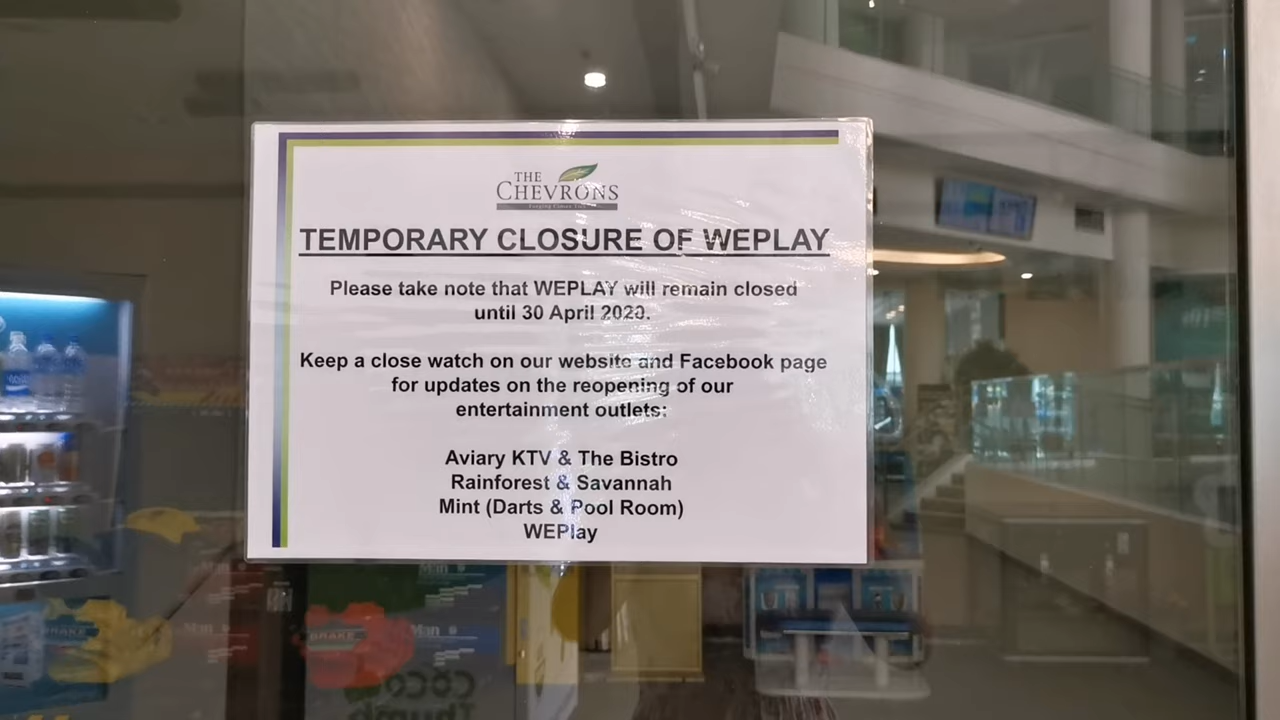 THE
CHEVRONS
TEMPORARY CLOSURE OF WEPLAY
Please take note that WEPLAY will remain closed
until 30 April 2020.
Keep a close watch on our website and Facebook page
for updates on the reopening of our
entertainment outlets:
Aviary KTV & The Bistro
Rainforest & Savannah
Mint (Darts & Pool Room)
WEPlay
BRAKE
Man